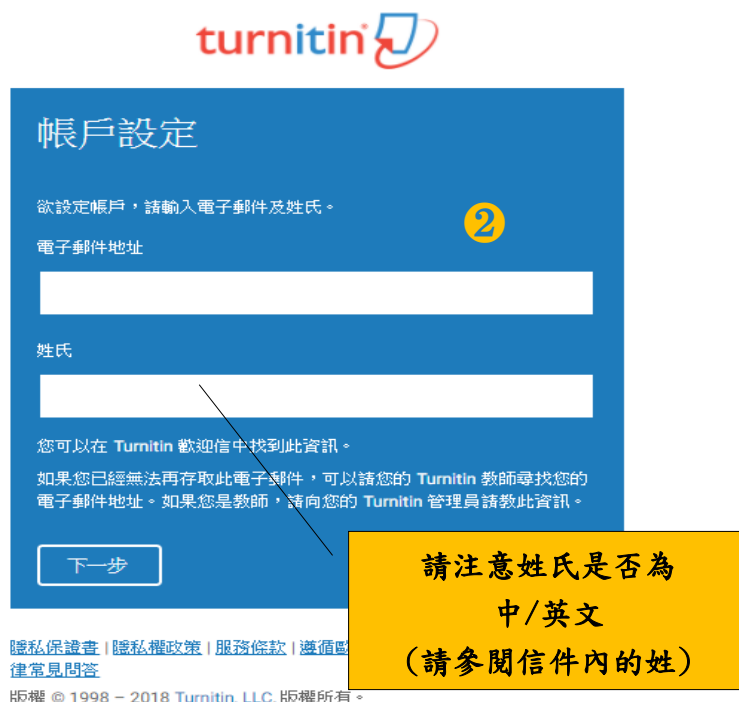 turnitin
帳戶設定
欲設定帳戶，請輸入電子郵件及姓氏。
2
電子郵件地址
姓氏
您可以在 Turnitin 歡迎信中找到此資訊。
如果您已經無法再存取此電子郵件，可以請您的 Turnitin 教師尋找您的
電子郵件地址。如果您是教師，請向您的 Turnitin 管理員請教此資訊。
下一步
請注意姓氏是否為
中/英文
(請參閱信件內的姓)
隱私保證書 | 隱私權政策 | 服務條款 | 遵循歐
律常見問答
版權 © 1998 – 2018 Turnitin, LLC. 版權所有。